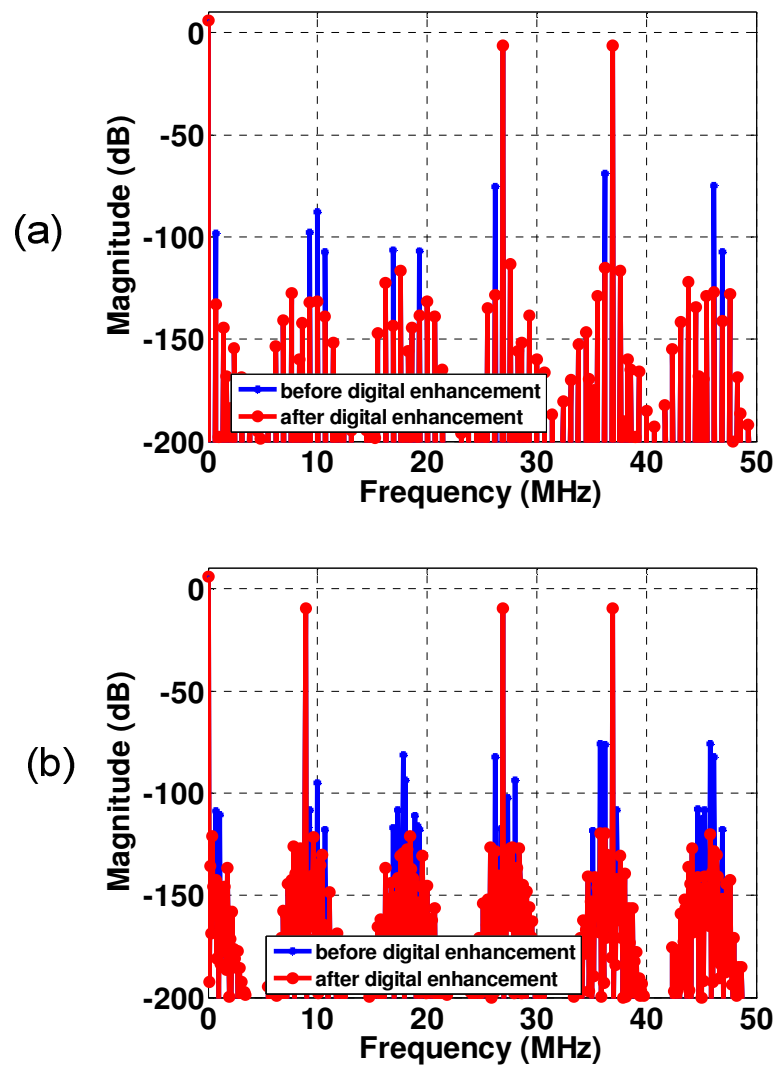 (a)
Magnitude (dB)
0
-50
-100
-150
-200
before digital enhancement
after digital enhancement
0 10 20 30 40 50
Frequency (MHz)
(b)
Magnitude (dB)
0
-50
-100
-150
-200
before digital enhancement
after digital enhancement
0 10 20 30 40 50
Frequency (MHz)